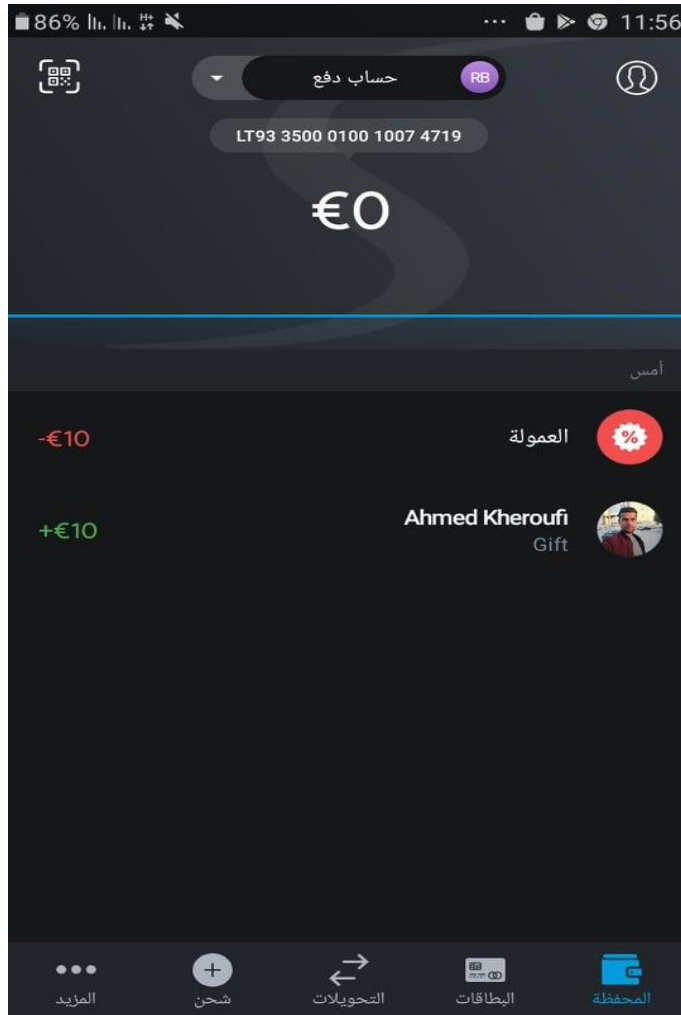 86% 11:56
حساب دفع RB
LT93 3500 0100 1007 4719
€0
أمس
العمولة -€10
Ahmed Kheroufi +€10
Gift
المحفظة البطاقات التحويلات شحن المزيد